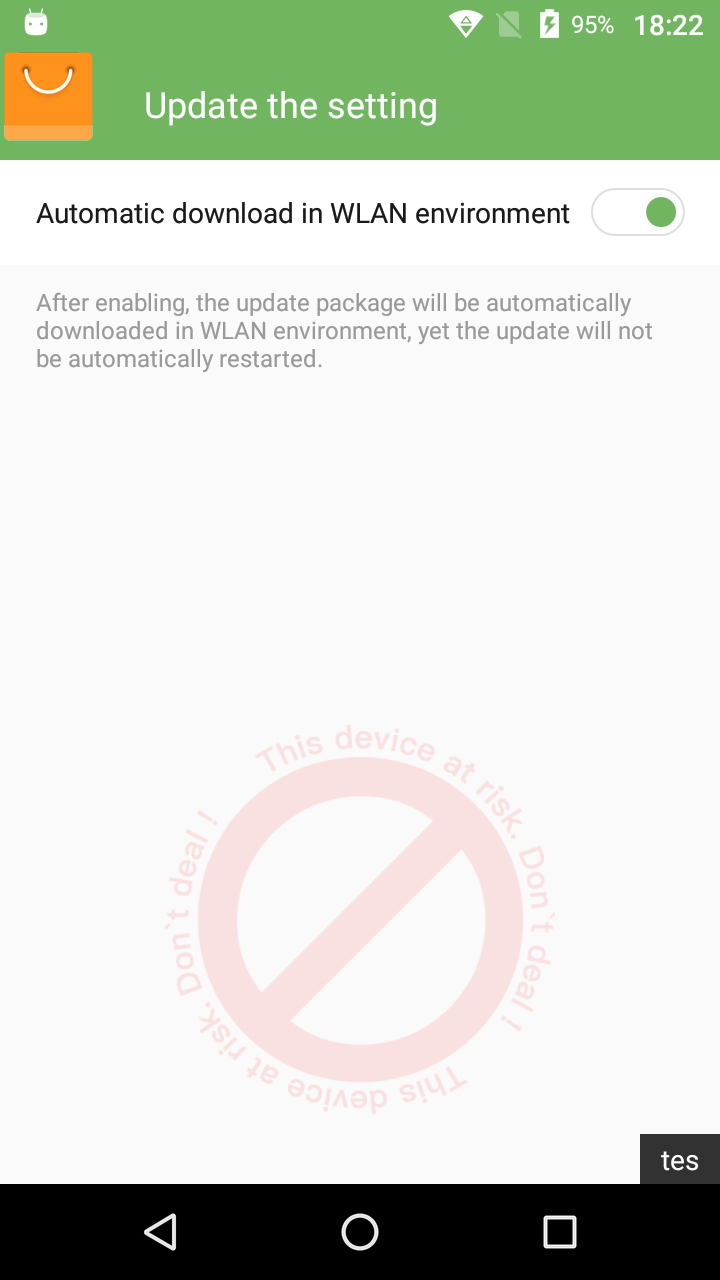 95% 18:22
Update the setting
Automatic download in WLAN environment
After enabling, the update package will be automatically
downloaded in WLAN environment, yet the update will not
be automatically restarted.
This device at risk. Don`t deal !
This device at risk. Don`t deal !
tes